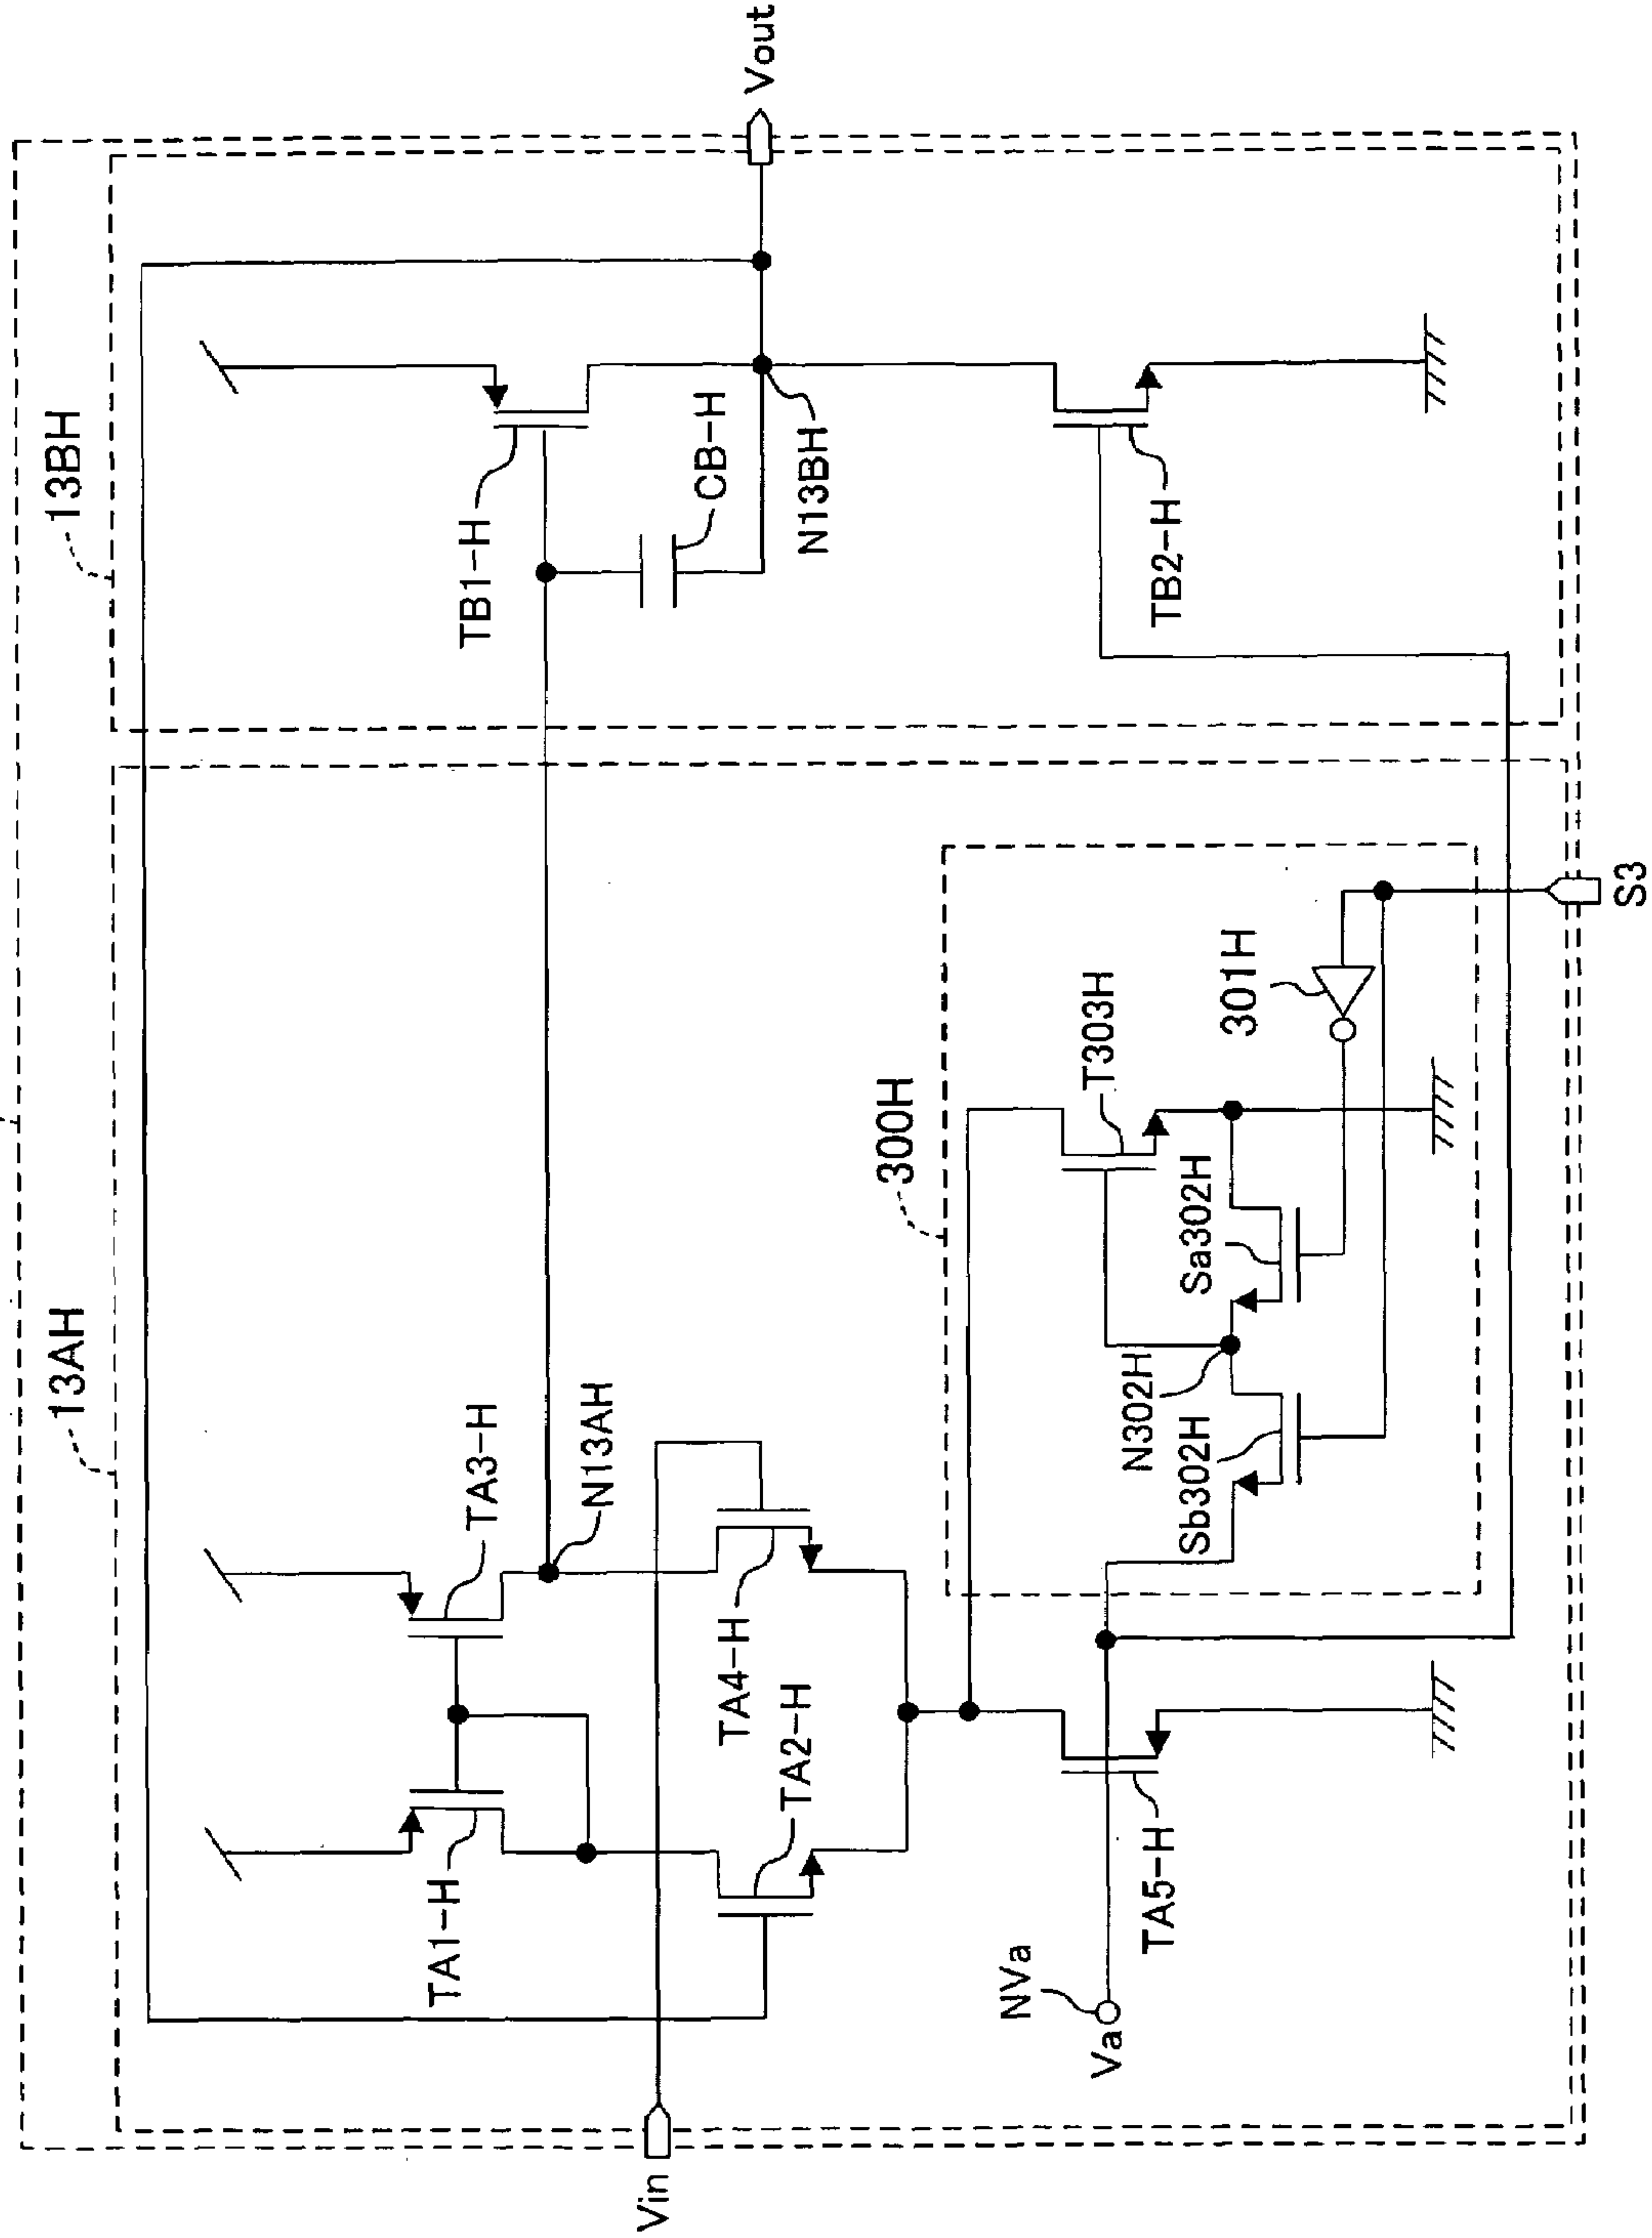 13BH
Vout
TB1-H
CB-H
N13BH
TB2-H
13AH
TA3-H
N13AH
TA1-H
TA4-H
TA2-H
300H
T303H
301H
Sa302H
N302H
Sb302H
S3
TA5-H
NVa
Va
Vin